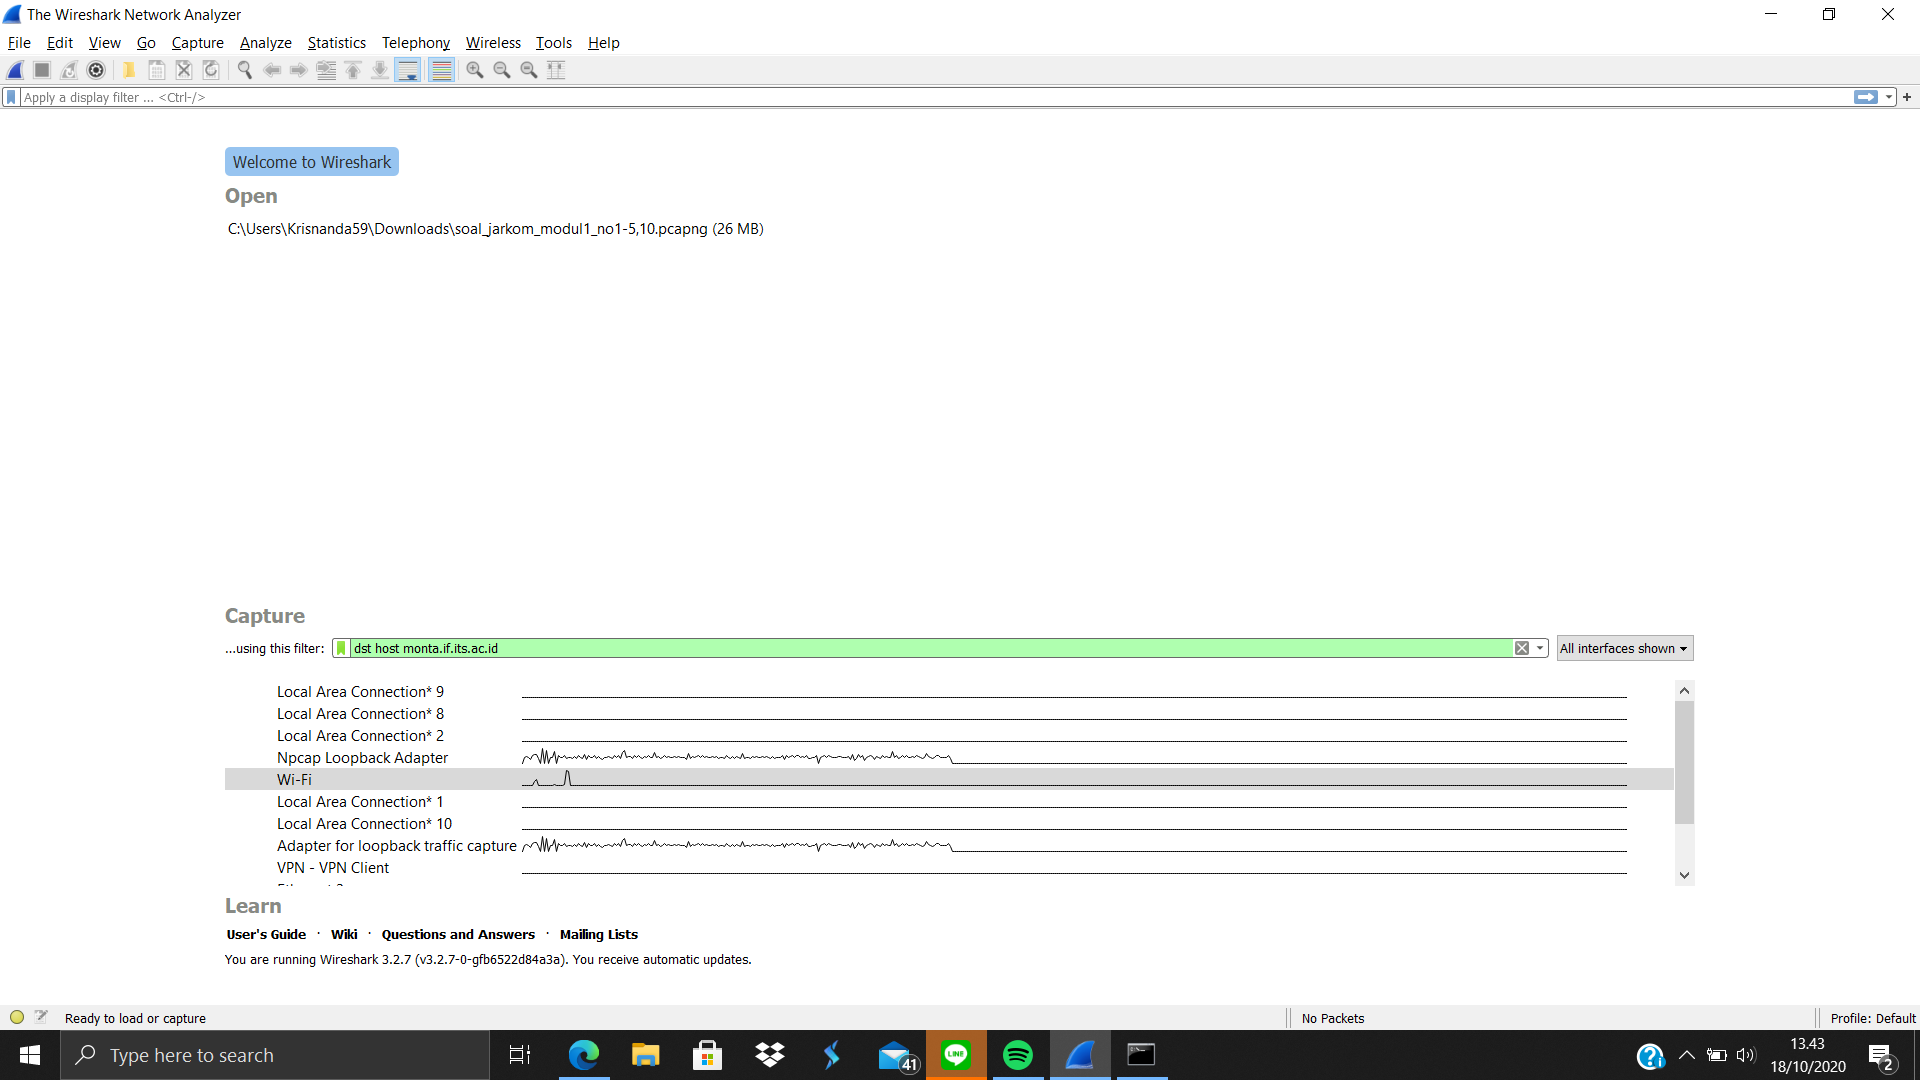 The Wireshark Network Analyzer
File Edit View Go Capture Analyze Statistics Telephony Wireless Tools Help
Apply a display filter ... <Ctrl-/>
Welcome to Wireshark
Open
C:\Users\Krisnanda59\Downloads\soal_jarkom_modul1_no1-5,10.pcapng (26 MB)
Capture
...using this filter: dst host monta.if.its.ac.id All interfaces shown
Local Area Connection* 9
Local Area Connection* 8
Local Area Connection* 2
Npcap Loopback Adapter
Wi-Fi
Local Area Connection* 1
Local Area Connection* 10
Adapter for loopback traffic capture
VPN - VPN Client
Learn
User's Guide · Wiki · Questions and Answers · Mailing Lists
You are running Wireshark 3.2.7 (v3.2.7-0-gfb6522d84a3a). You receive automatic updates.
Ready to load or capture No Packets Profile: Default
Type here to search 41 LINE 13.43
18/10/2020 2